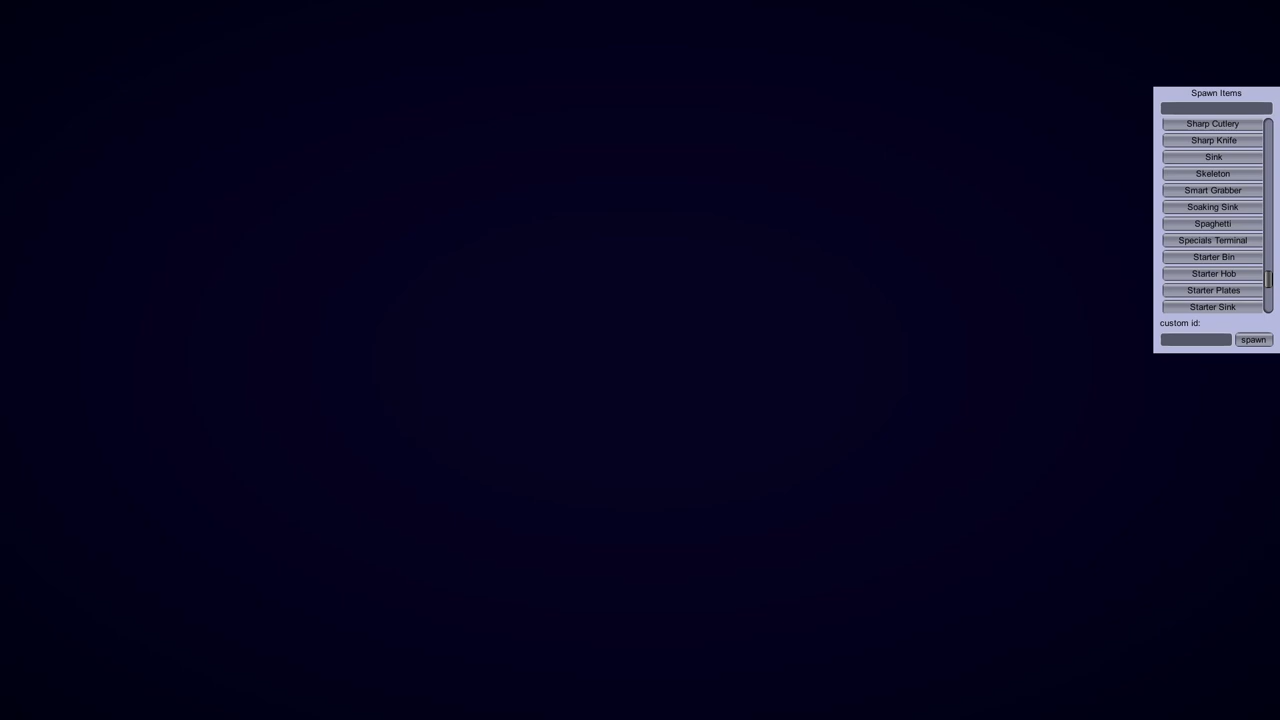 Spawn Items
Sharp Cutlery
Sharp Knife
Sink
Skeleton
Smart Grabber
Soaking Sink
Spaghetti
Specials Terminal
Starter Bin
Starter Hob
Starter Plates
Starter Sink
custom id:
spawn